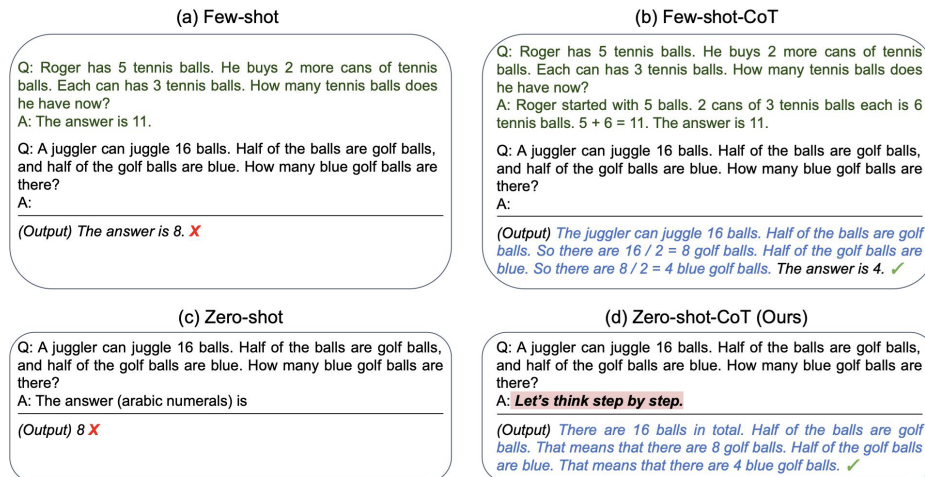 (a) Few-shot
Q: Roger has 5 tennis balls. He buys 2 more cans of tennis
balls. Each can has 3 tennis balls. How many tennis balls does
he have now?
A: The answer is 11.
Q: A juggler can juggle 16 balls. Half of the balls are golf balls,
and half of the golf balls are blue. How many blue golf balls are
there?
A:
(Output) The answer is 8. ✗
(b) Few-shot-CoT
Q: Roger has 5 tennis balls. He buys 2 more cans of tennis
balls. Each can has 3 tennis balls. How many tennis balls does
he have now?
A: Roger started with 5 balls. 2 cans of 3 tennis balls each is 6
tennis balls. 5 + 6 = 11. The answer is 11.
Q: A juggler can juggle 16 balls. Half of the balls are golf balls,
and half of the golf balls are blue. How many blue golf balls are
there?
A:
(Output) The juggler can juggle 16 balls. Half of the balls are golf
balls. So there are 16 / 2 = 8 golf balls. Half of the golf balls are
blue. So there are 8 / 2 = 4 blue golf balls. The answer is 4. ✓
(c) Zero-shot
Q: A juggler can juggle 16 balls. Half of the balls are golf balls,
and half of the golf balls are blue. How many blue golf balls are
there?
A: The answer (arabic numerals) is
(Output) 8 ✗
(d) Zero-shot-CoT (Ours)
Q: A juggler can juggle 16 balls. Half of the balls are golf balls,
and half of the golf balls are blue. How many blue golf balls are
there?
A: Let's think step by step.
(Output) There are 16 balls in total. Half of the balls are golf
balls. That means that there are 8 golf balls. Half of the golf balls
are blue. That means that there are 4 blue golf balls. ✓